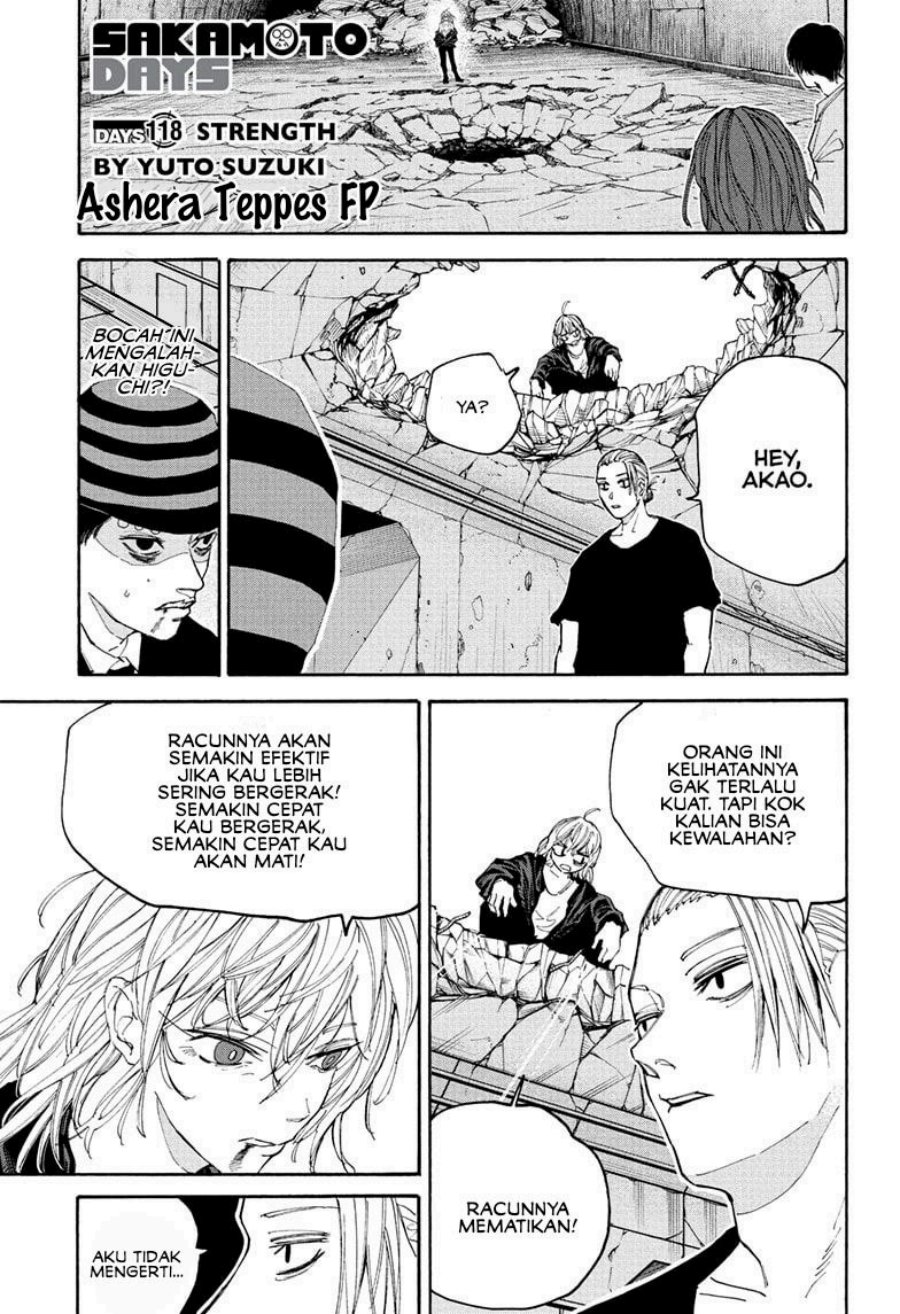 SAKAMOTO
DAYS
DAYS 118 STRENGTH
BY YUTO SUZUKI
Ashera Teppes FP
HEY,
AKAO.
YA?
BOCAH INI
MENGALAH-
KAN HIGU-
CHI?!
ORANG INI
KELIHATANNYA
GAK TERLALU
KUAT. TAPI KOK
KALIAN BISA
KEWALAHAN?
RACUNNYA
MEMATIKAN!
RACUNNYA AKAN
SEMAKIN EFEKTIF
JIKA KAU LEBIH
SERING BERGERAK!
SEMAKIN CEPAT
KAU BERGERAK,
SEMAKIN CEPAT KAU
AKAN MATI!
AKU TIDAK
MENGERTI...